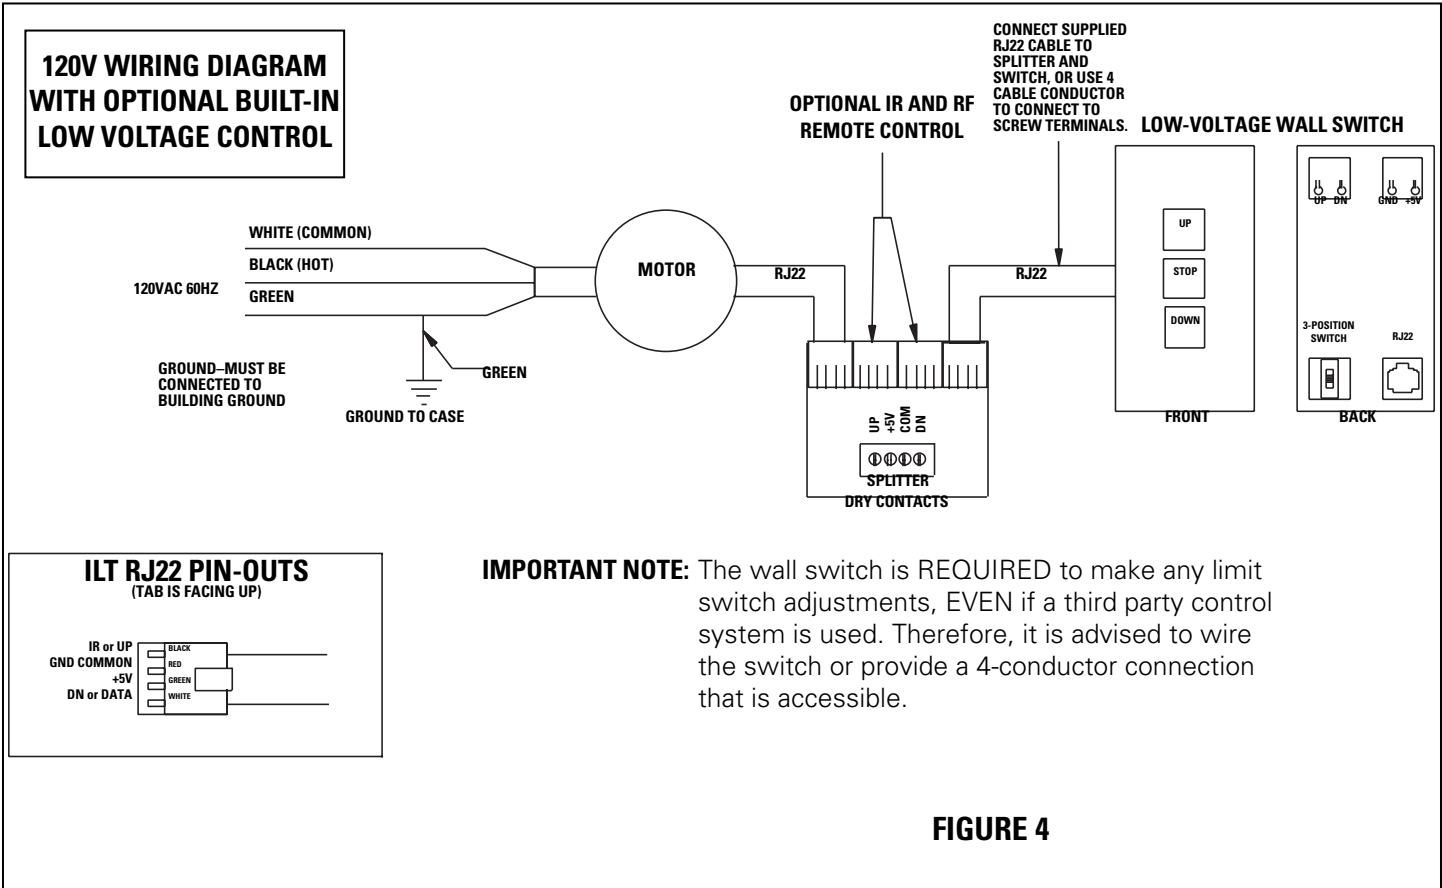 120V WIRING DIAGRAM
WITH OPTIONAL BUILT-IN
LOW VOLTAGE CONTROL
OPTIONAL IR AND RF
REMOTE CONTROL
CONNECT SUPPLIED
RJ22 CABLE TO
SPLITTER AND
SWITCH, OR USE 4
CABLE CONDUCTOR
TO CONNECT TO
SCREW TERMINALS.
LOW-VOLTAGE WALL SWITCH
120VAC 60HZ
WHITE (COMMON)
BLACK (HOT)
GREEN
GROUND–MUST BE
CONNECTED TO
BUILDING GROUND
GREEN
GROUND TO CASE
MOTOR
RJ22
RJ22
UP
+5V
COM
DN
SPLITTER
DRY CONTACTS
UP
STOP
DOWN
FRONT
UP DN
GND +5V
3-POSITION
SWITCH
RJ22
BACK
ILT RJ22 PIN-OUTS
(TAB IS FACING UP)
IR or UP
GND COMMON
+5V
DN or DATA
BLACK
RED
GREEN
WHITE
IMPORTANT NOTE: The wall switch is REQUIRED to make any limit
switch adjustments, EVEN if a third party control
system is used. Therefore, it is advised to wire
the switch or provide a 4-conductor connection
that is accessible.
FIGURE 4